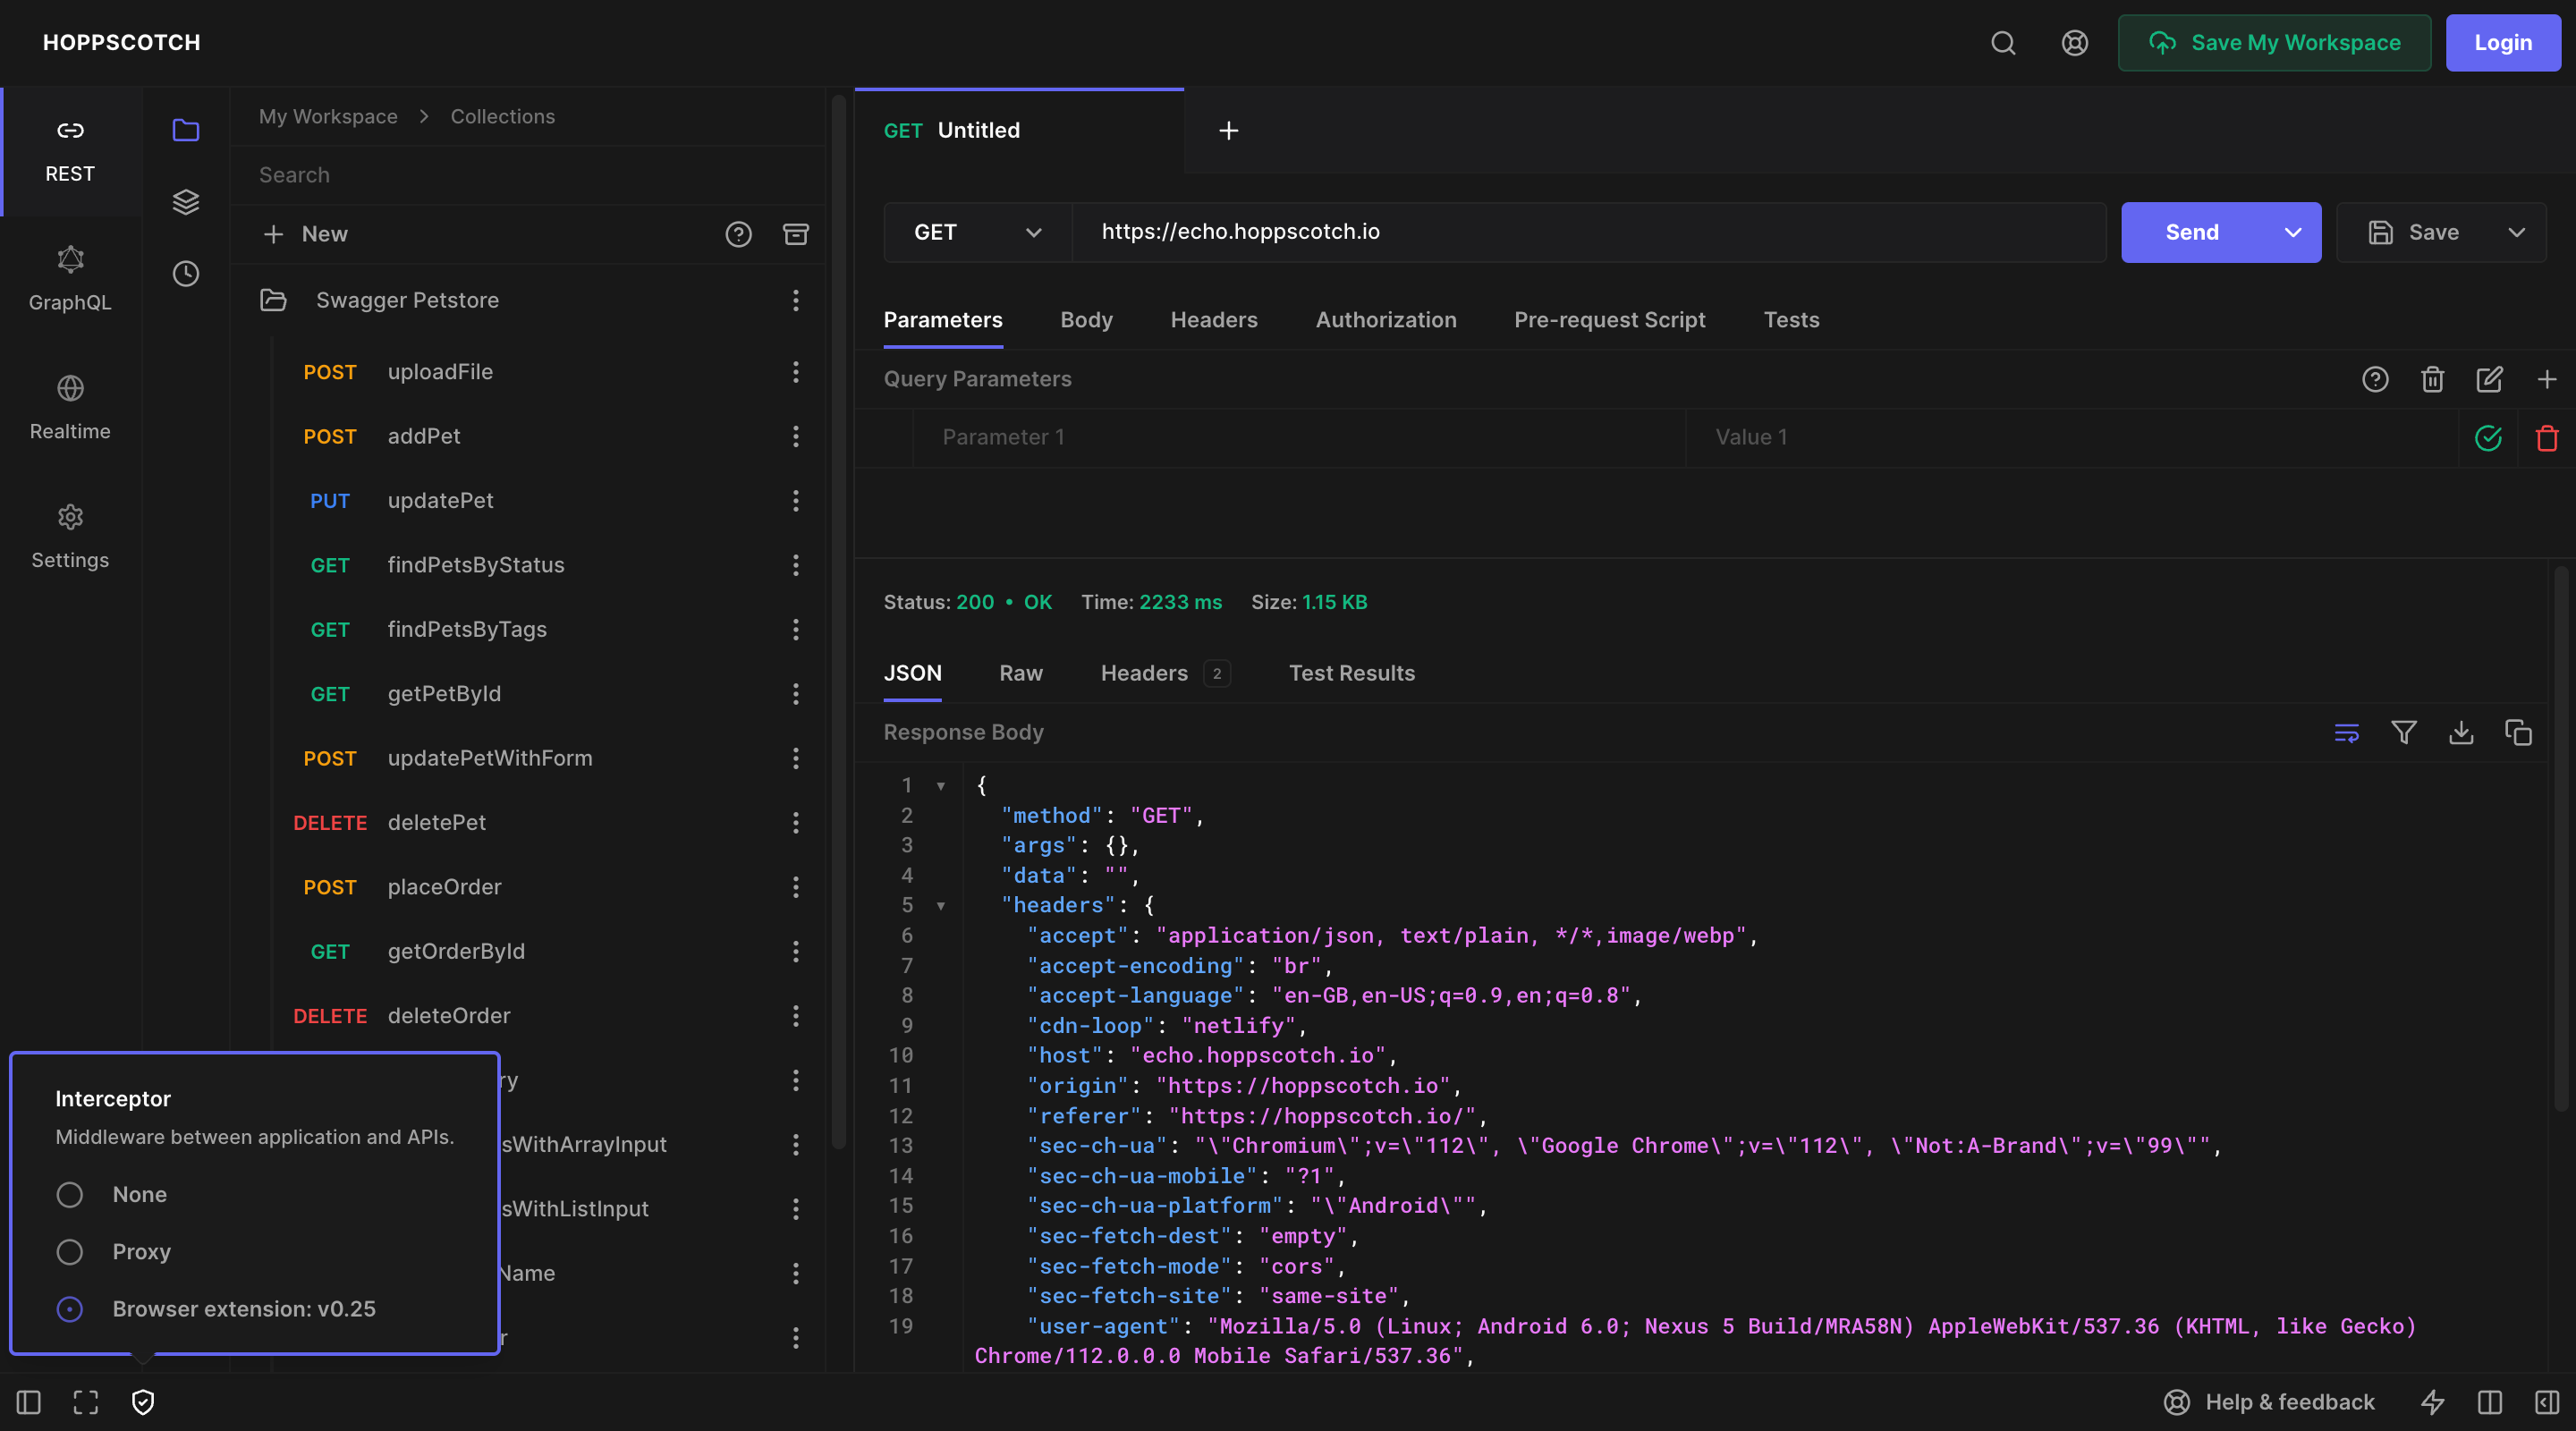 HOPPSCOTCH
Save My Workspace
Login
REST
GraphQL
Realtime
Settings
My Workspace > Collections
Search
New
Swagger Petstore
POST uploadFile
POST addPet
PUT updatePet
GET findPetsByStatus
GET findPetsByTags
GET getPetById
POST updatePetWithForm
DELETE deletePet
POST placeOrder
GET getOrderById
DELETE deleteOrder
ry
sWithArrayInput
sWithListInput
Name
r
Interceptor
Middleware between application and APIs.
None
Proxy
Browser extension: v0.25
GET Untitled
GET https://echo.hoppscotch.io
Send
Save
Parameters Body Headers Authorization Pre-request Script Tests
Query Parameters
Parameter 1 Value 1
Status: 200 • OK Time: 2233 ms Size: 1.15 KB
JSON Raw Headers 2 Test Results
Response Body
1 {
2 "method": "GET",
3 "args": {},
4 "data": "",
5 "headers": {
6 "accept": "application/json, text/plain, */*,image/webp",
7 "accept-encoding": "br",
8 "accept-language": "en-GB,en-US;q=0.9,en;q=0.8",
9 "cdn-loop": "netlify",
10 "host": "echo.hoppscotch.io",
11 "origin": "https://hoppscotch.io",
12 "referer": "https://hoppscotch.io/",
13 "sec-ch-ua": "\"Chromium\";v=\"112\", \"Google Chrome\";v=\"112\", \"Not:A-Brand\";v=\"99\"",
14 "sec-ch-ua-mobile": "?1",
15 "sec-ch-ua-platform": "\"Android\"",
16 "sec-fetch-dest": "empty",
17 "sec-fetch-mode": "cors",
18 "sec-fetch-site": "same-site",
19 "user-agent": "Mozilla/5.0 (Linux; Android 6.0; Nexus 5 Build/MRA58N) AppleWebKit/537.36 (KHTML, like Gecko)
Chrome/112.0.0.0 Mobile Safari/537.36",
Help & feedback